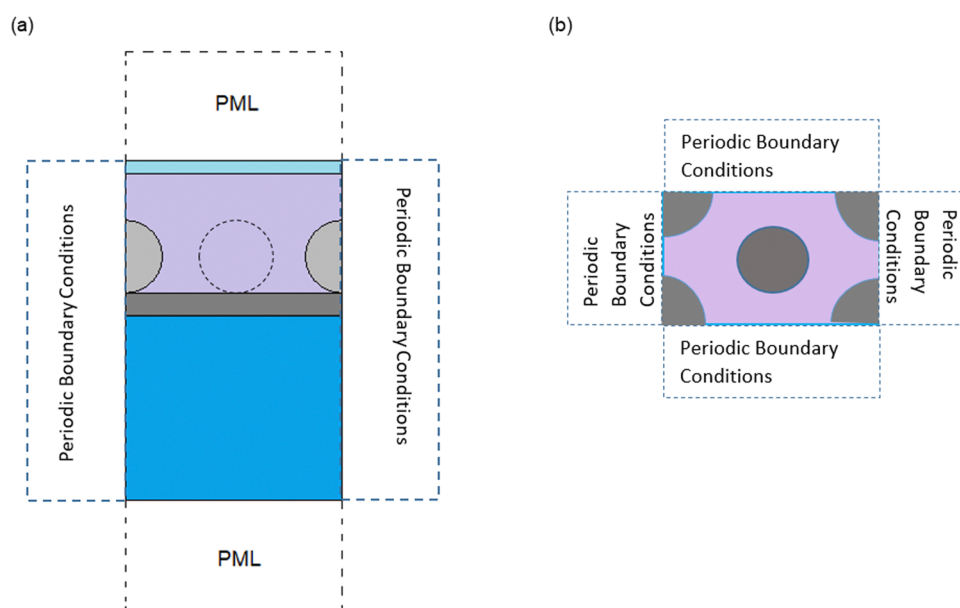 (a)
PML
Periodic Boundary Conditions
Periodic Boundary Conditions
PML
(b)
Periodic Boundary
Conditions
Periodic
Boundary
Conditions
Periodic
Boundary
Conditions
Periodic Boundary
Conditions